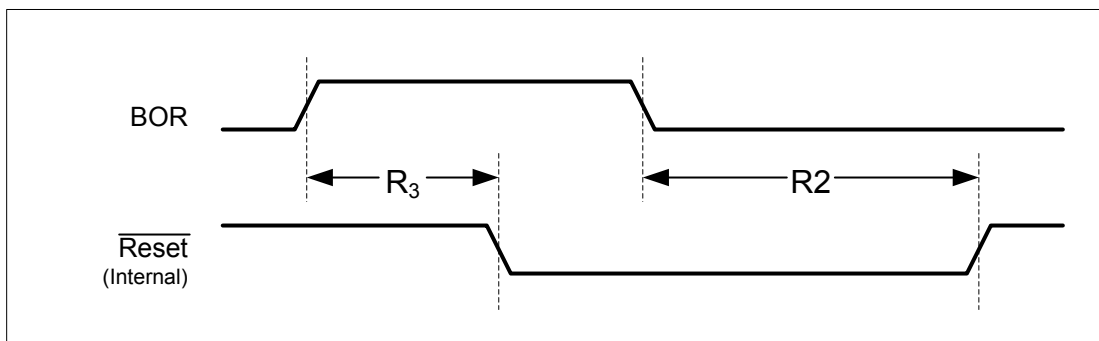 BOR
R₃
R2
Reset
(Internal)